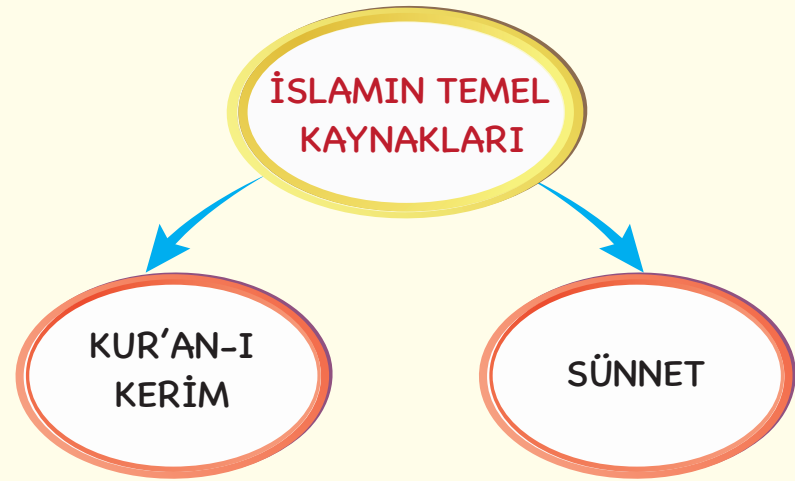 İSLAMIN TEMEL
KAYNAKLARI
KUR'AN-I
KERİM
SÜNNET